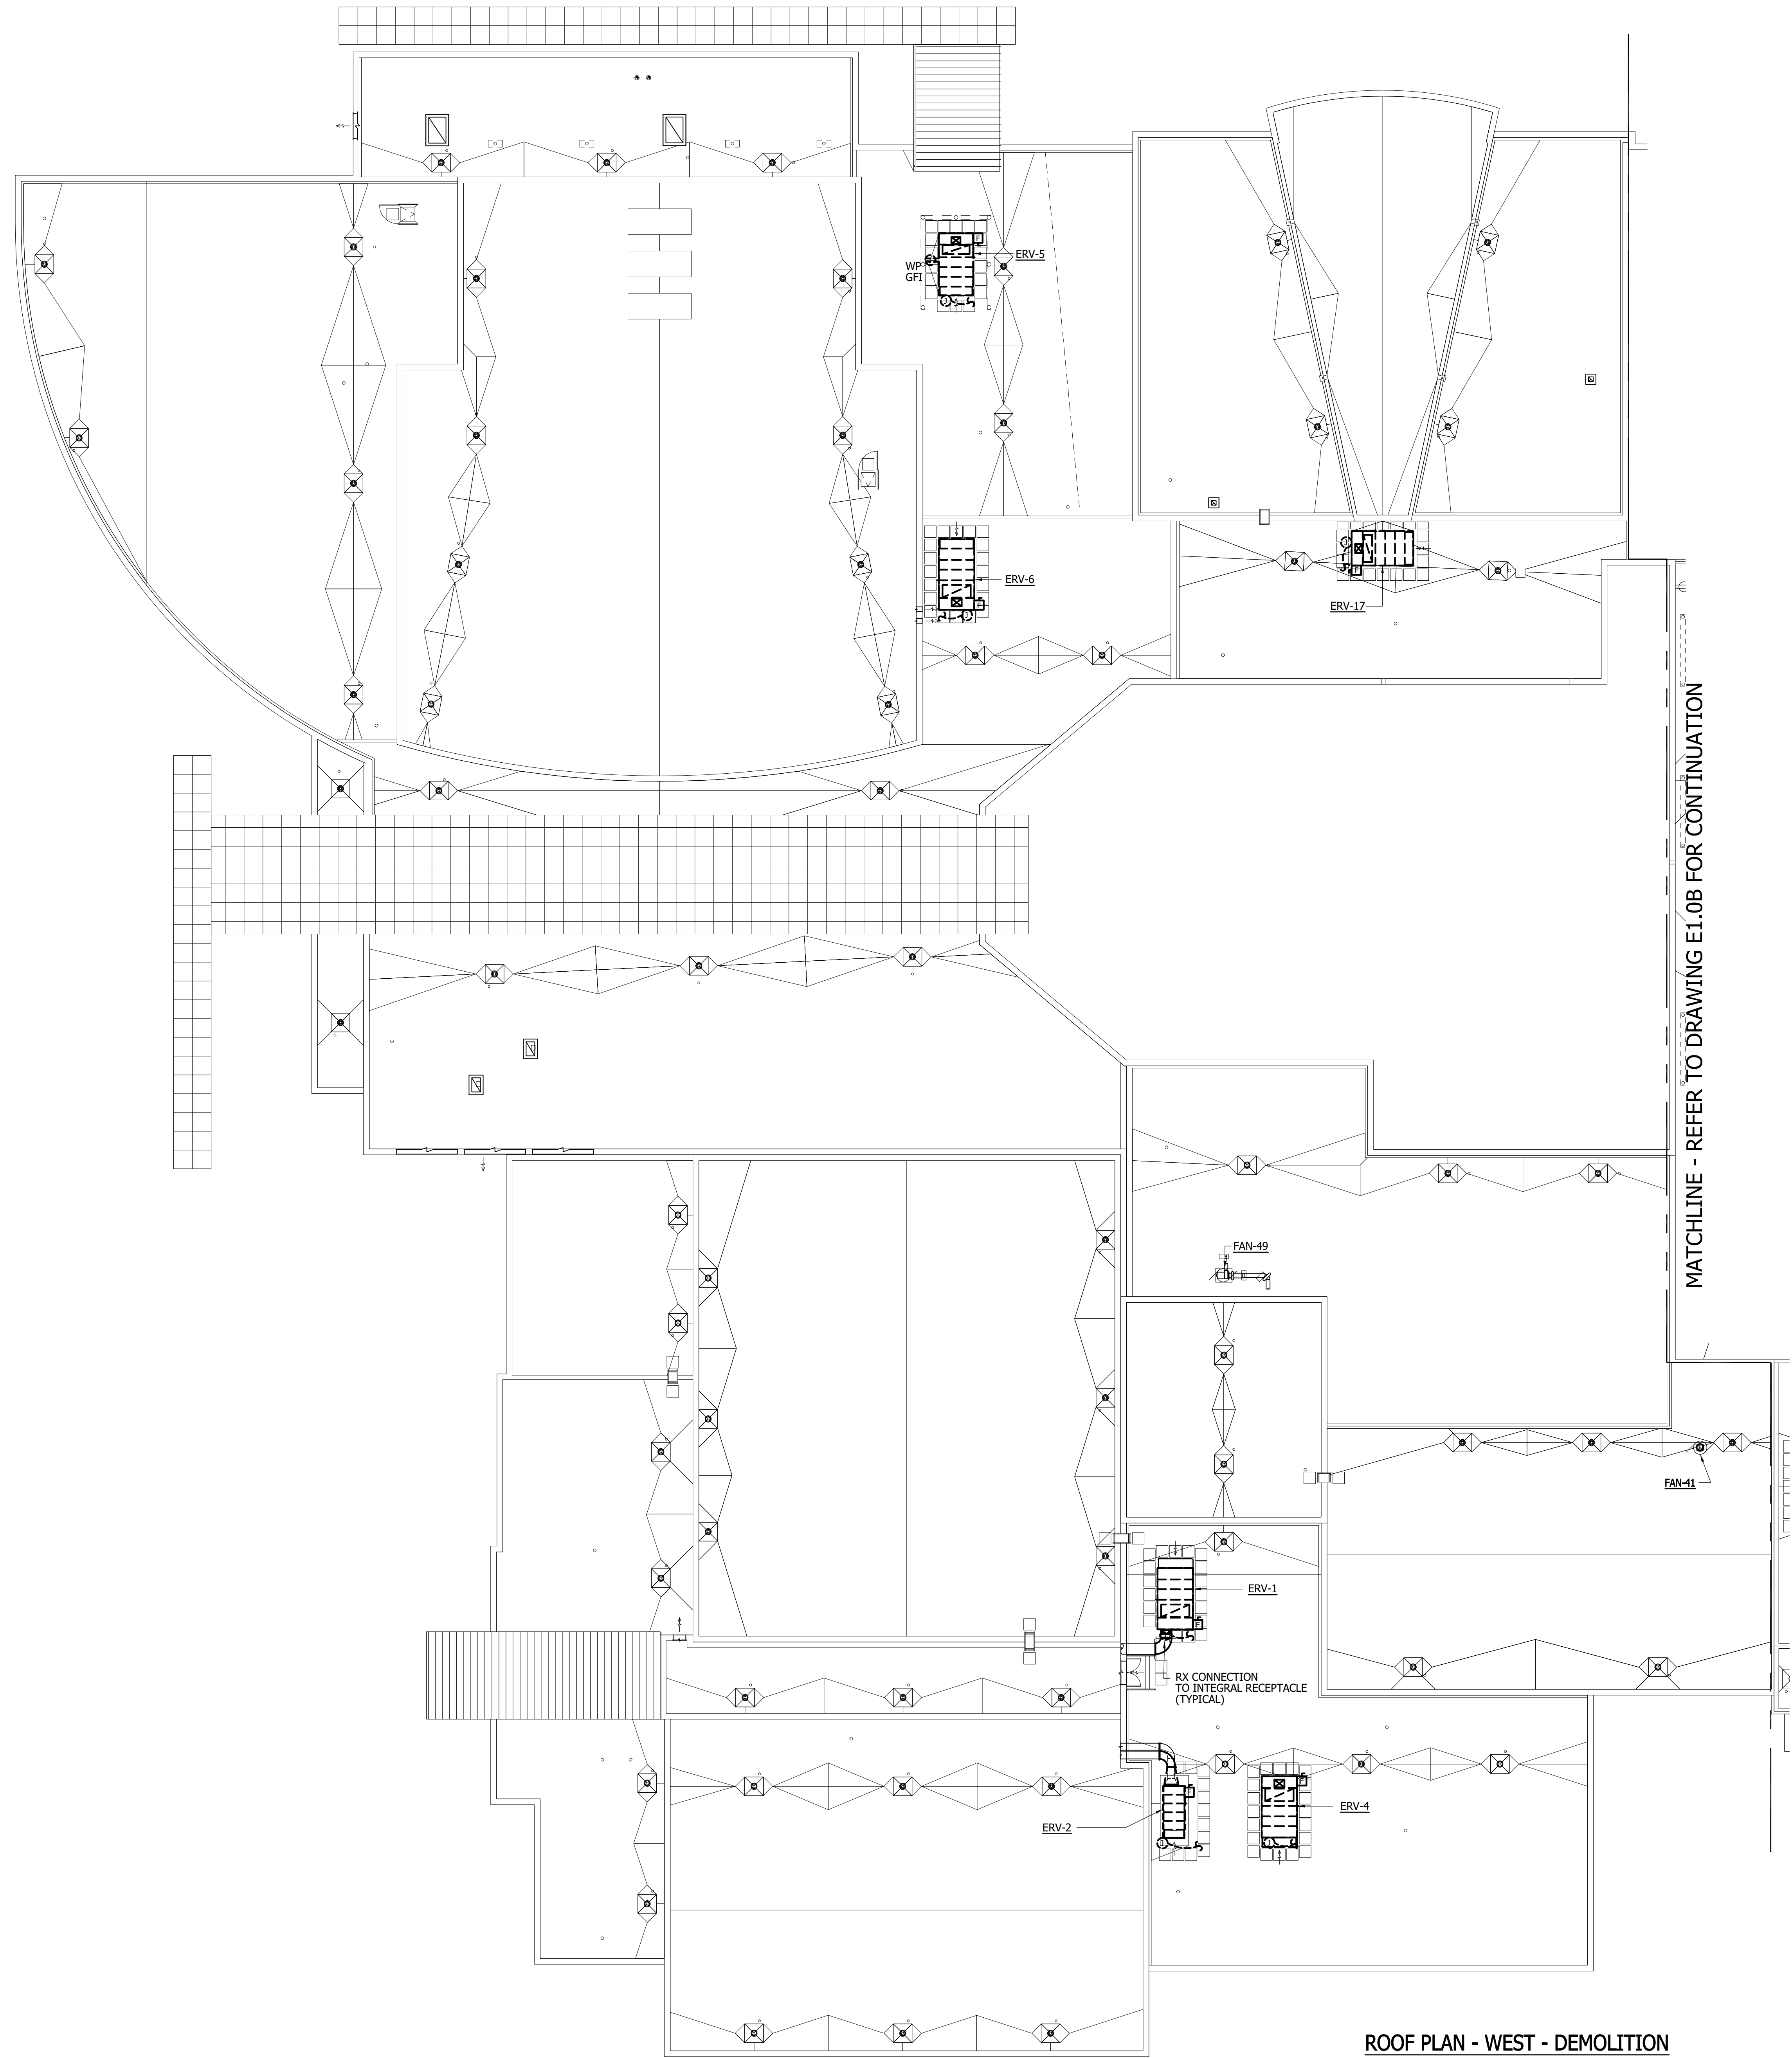 ERV-5
WP
GFI
ERV-6
ERV-17
MATCHLINE - REFER TO DRAWING E1.0B FOR CONTINUATION
FAN-49
FAN-41
ERV-1
RX CONNECTION
TO INTEGRAL RECEPTACLE
(TYPICAL)
ERV-2
ERV-4
ROOF PLAN - WEST - DEMOLITION